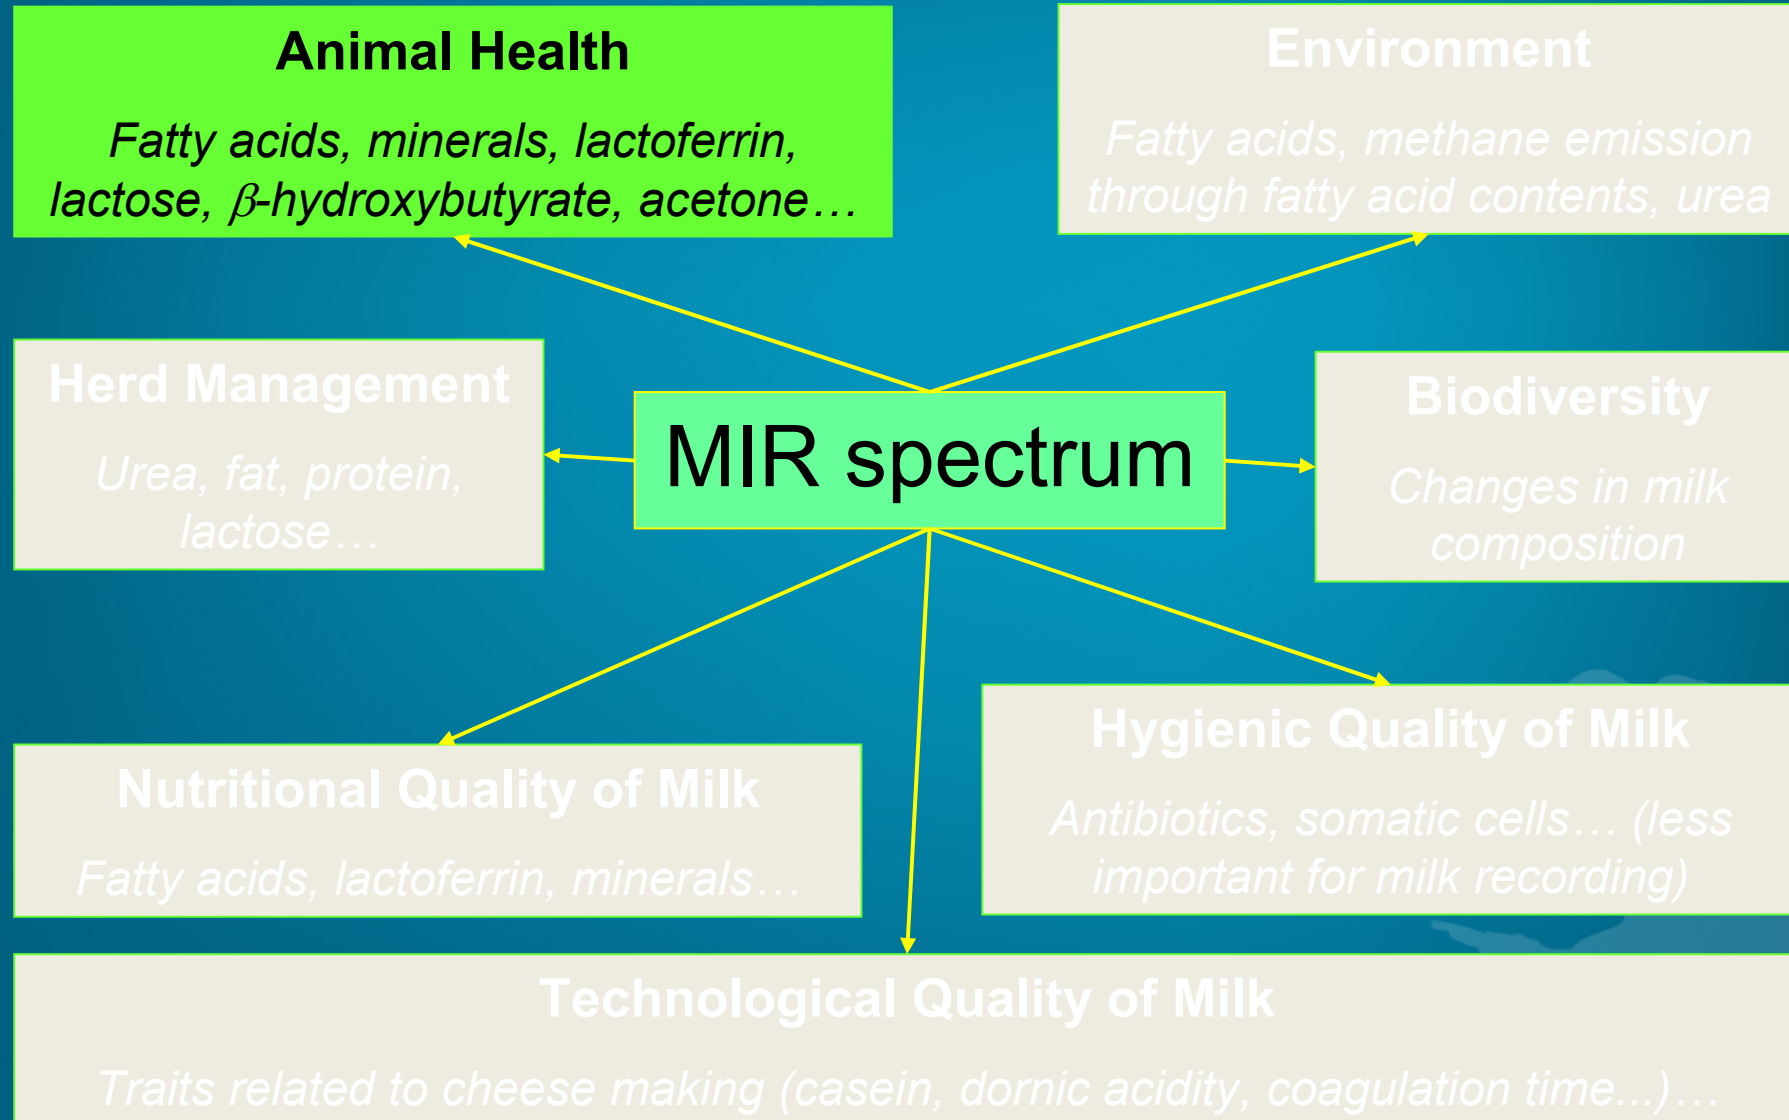 Animal Health
Fatty acids, minerals, lactoferrin,
lactose, β-hydroxybutyrate, acetone…
Environment
Fatty acids, methane emission
through fatty acid contents, urea
Herd Management
Urea, fat, protein,
lactose…
MIR spectrum
Biodiversity
Changes in milk
composition
Nutritional Quality of Milk
Fatty acids, lactoferrin, minerals…
Hygienic Quality of Milk
Antibiotics, somatic cells… (less
important for milk recording)
Technological Quality of Milk
Traits related to cheese making (casein, dornic acidity, coagulation time...)…